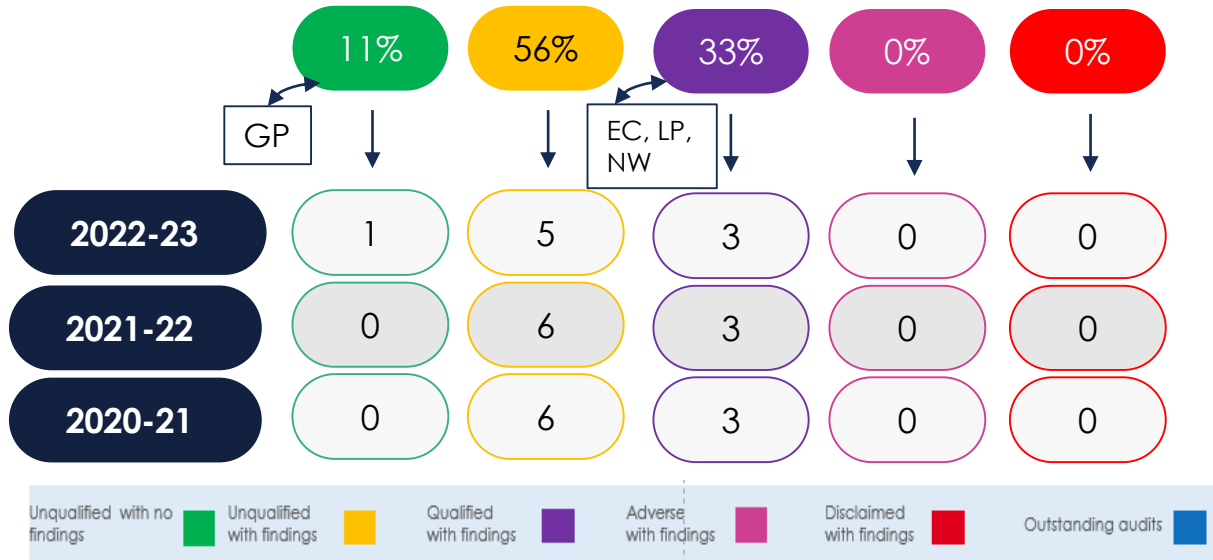 11% 56% 33% 0% 0%
GP
EC, LP,
NW
2022-23 1 5 3 0 0
2021-22 0 6 3 0 0
2020-21 0 6 3 0 0
Unqualified with no
findings
Unqualified
with findings
Qualified
with findings
Adverse
with findings
Disclaimed
with findings
Outstanding audits